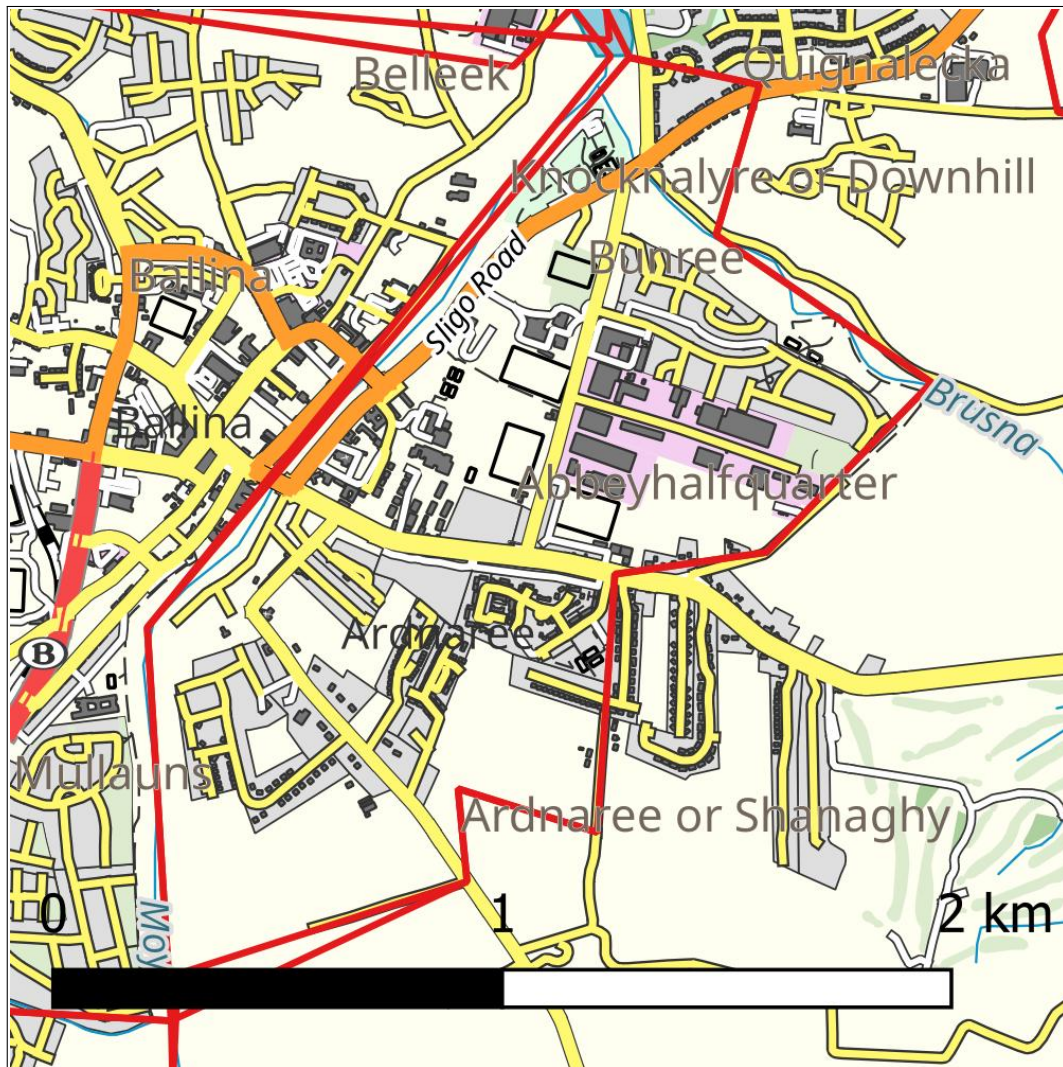 Belleek
Quignalecka
Knocknalyre or Downhill
Bunree
Ballina
Sligo Road
Brusna
Ballina
Abbeyhalfquarter
Ardnaree
B
Mullauns
Ardnaree or Shanaghy
Moy
0 1 2 km